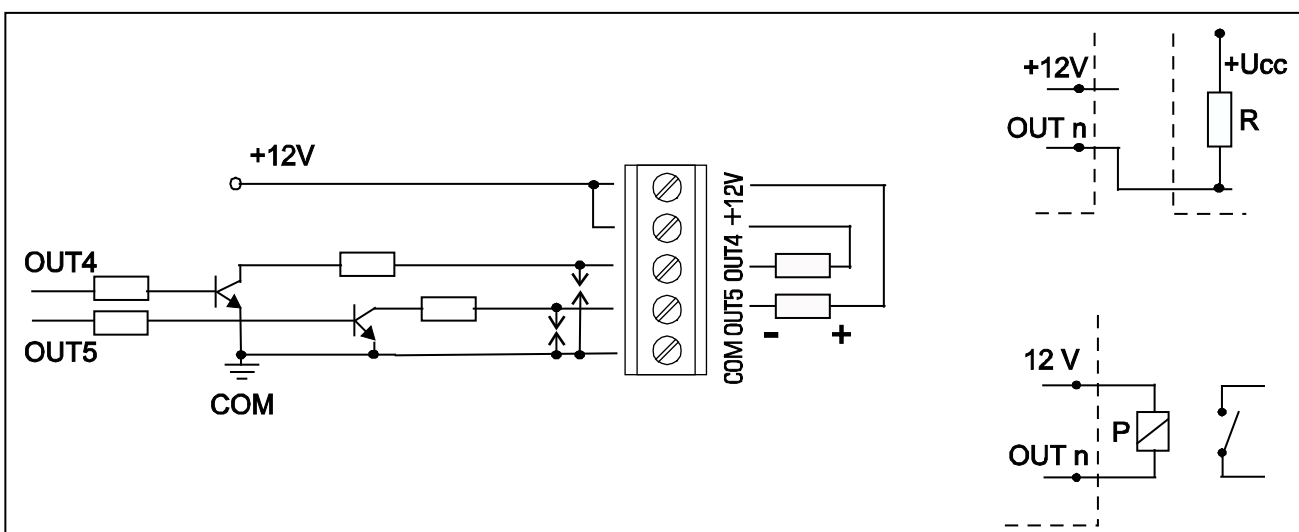 +12V
OUT4
OUT5
COM
+12V
OUT4
OUT5
COM
-
+
+12V
OUT n
+Ucc
R
12 V
OUT n
P